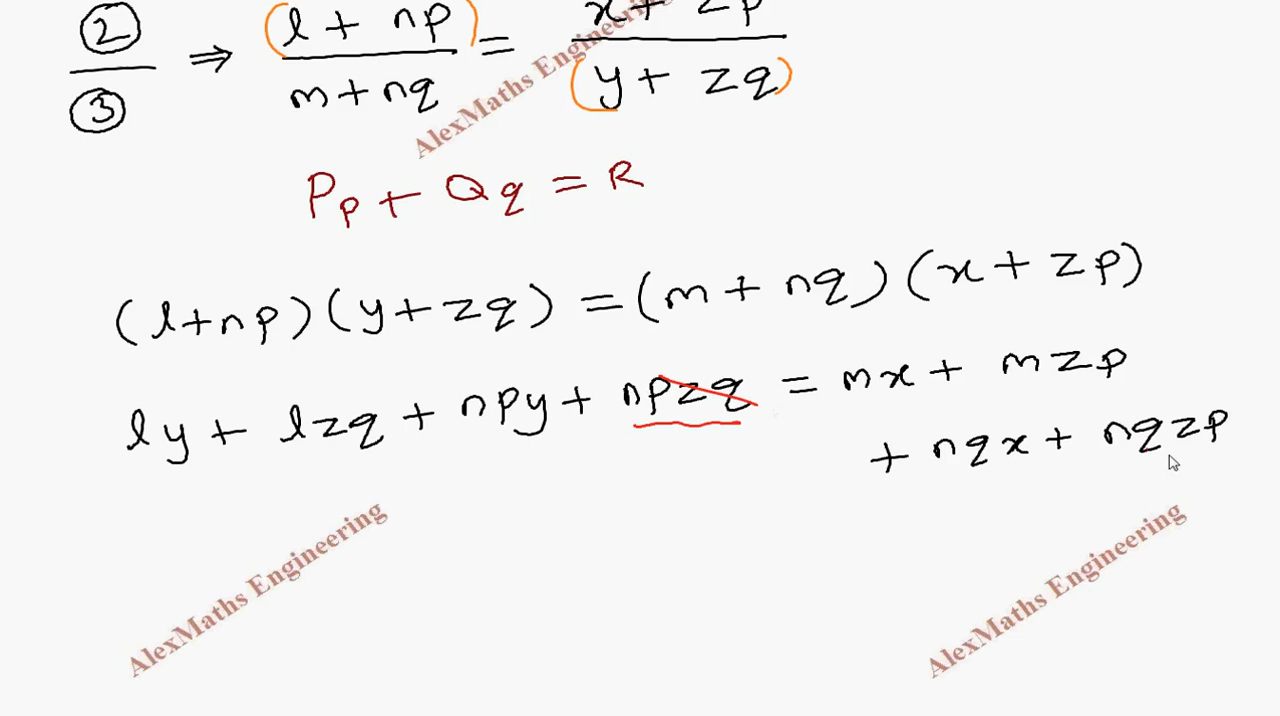 ② / ③ ⇒ (l + np) / m + nq = x + zp / (y + zq)
AlexMaths Engineering
Pp + Qq = R
(l+np)(y+zq) = (m + nq)(x + zp)
ly + lzq + npy + npzq = mx + mzp
+ nqx + nqzp
AlexMaths Engineering
AlexMaths Engineering